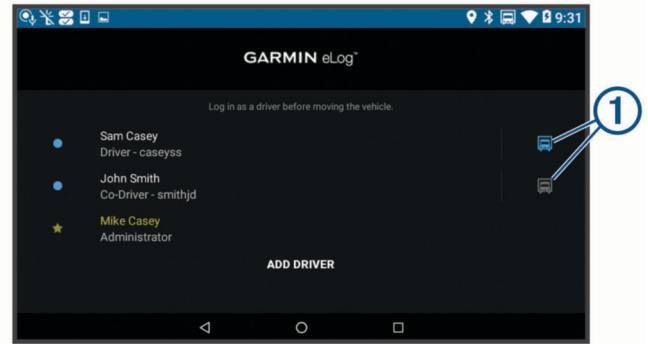 9:31
GARMIN eLog™
Log in as a driver before moving the vehicle.
Sam Casey
Driver - caseyss
John Smith
Co-Driver - smithjd
Mike Casey
Administrator
ADD DRIVER
1